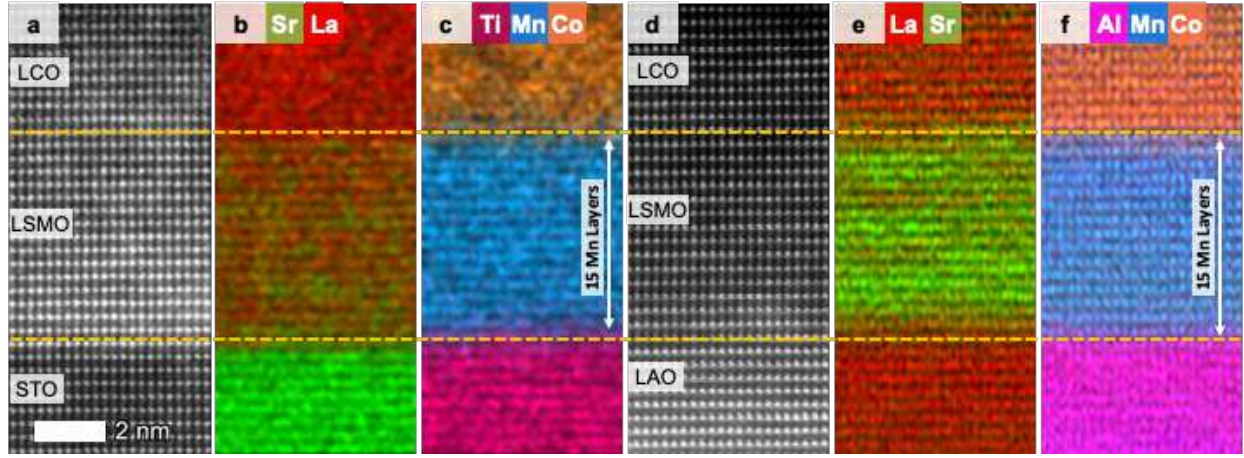 a
LCO
LSMO
STO
2 nm
b Sr La
c Ti Mn Co
15 Mn Layers
d
LCO
LSMO
LAO
e La Sr
f Al Mn Co
15 Mn Layers